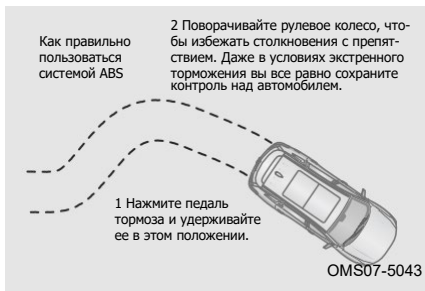 Как правильно
пользоваться
системой ABS
2 Поворачивайте рулевое колесо, что-
бы избежать столкновения с препят-
ствием. Даже в условиях экстренного
торможения вы все равно сохраните
контроль над автомобилем.
1 Нажмите педаль
тормоза и удерживайте
ее в этом положении.
OMS07-5043